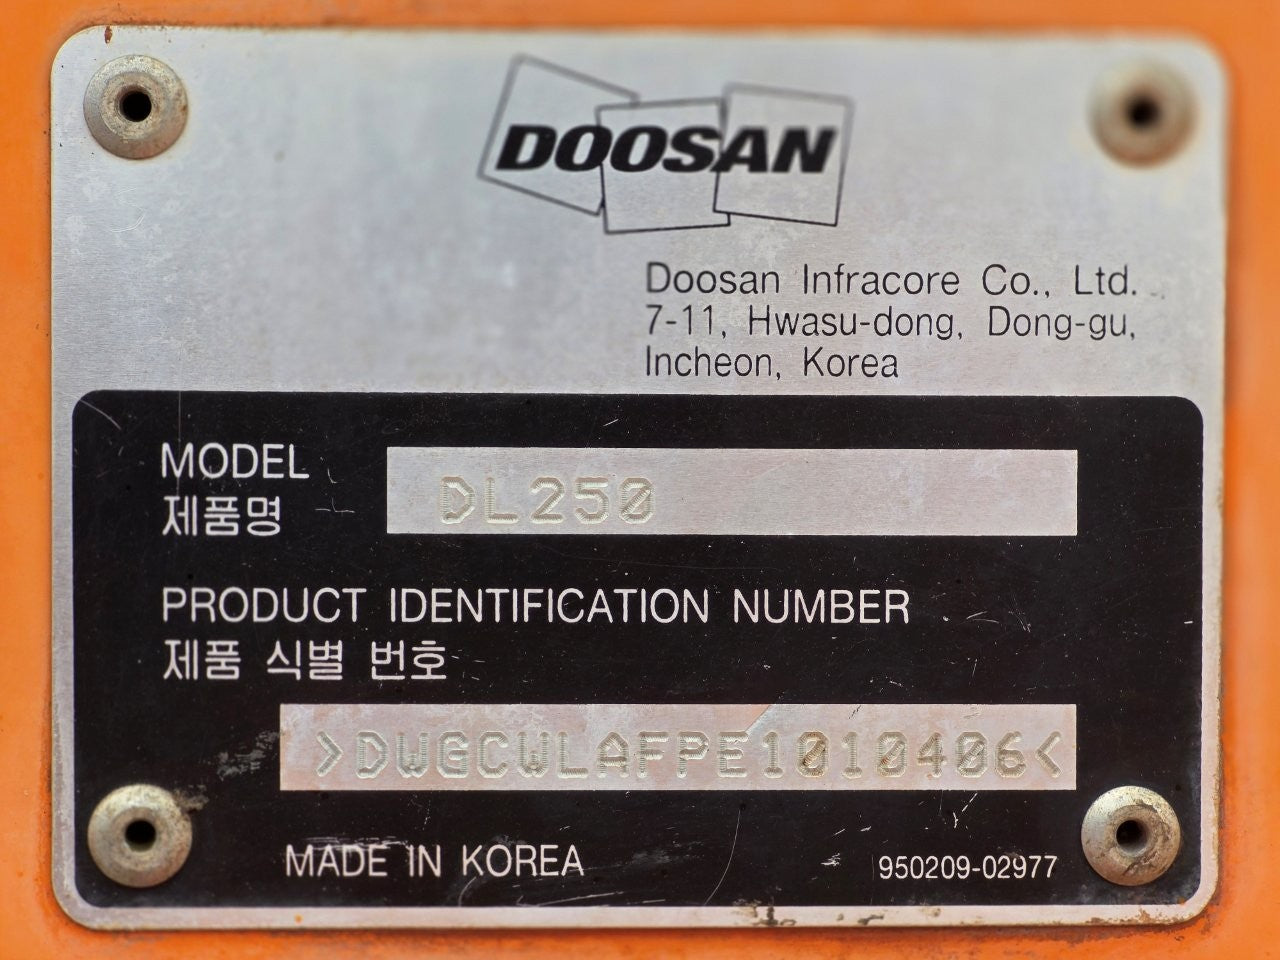 DOOSAN
Doosan Infracore Co., Ltd.
7-11, Hwasu-dong, Dong-gu,
Incheon, Korea
MODEL
제품명
DL250
PRODUCT IDENTIFICATION NUMBER
제품 식별 번호
>DWGCWLAFPE1010406<
MADE IN KOREA
950209-02977